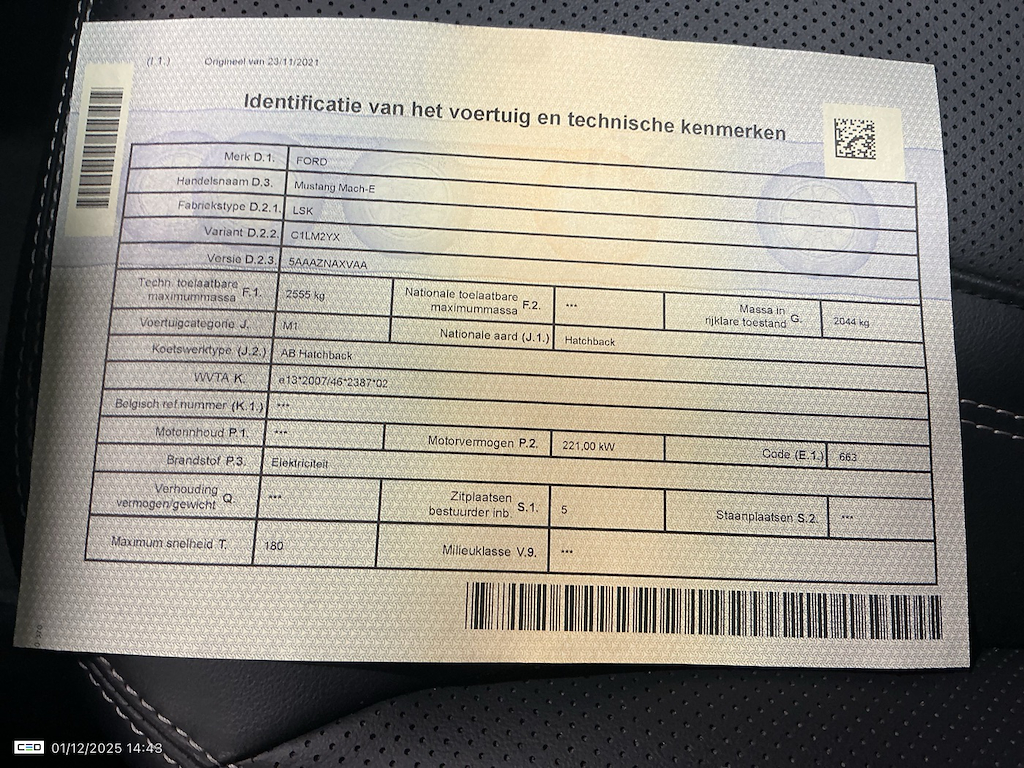 (I.1.) Origineel van 23/11/2021
Identificatie van het voertuig en technische kenmerken
Merk D.1. FORD
Handelsnaam D.3. Mustang Mach-E
Fabriekstype D.2.1. LSK
Variant D.2.2. C1LM2YX
Versie D.2.3. 5AAAZNAXVAA
Techn. toelaatbare maximummassa F.1. 2555 kg Nationale toelaatbare maximummassa F.2. *** Massa in rijklare toestand G. 2044 kg
Voertuigcategorie J. M1 Nationale aard (J.1.) Hatchback
Koetswerktype (J.2.) AB Hatchback
WVTA K. e13*2007/46*2387*02
Belgisch ref.nummer (K.1.) ***
Motorinhoud P.1. *** Motorvermogen P.2. 221,00 kW Code (E.1.) 663
Brandstof P.3. Elektriciteit
Verhouding vermogen/gewicht Q. *** Zitplaatsen bestuurder inb. S.1. 5 Staanplaatsen S.2. ***
Maximum snelheid T. 180 Milieuklasse V.9. ***
CEO 01/12/2025 14:43